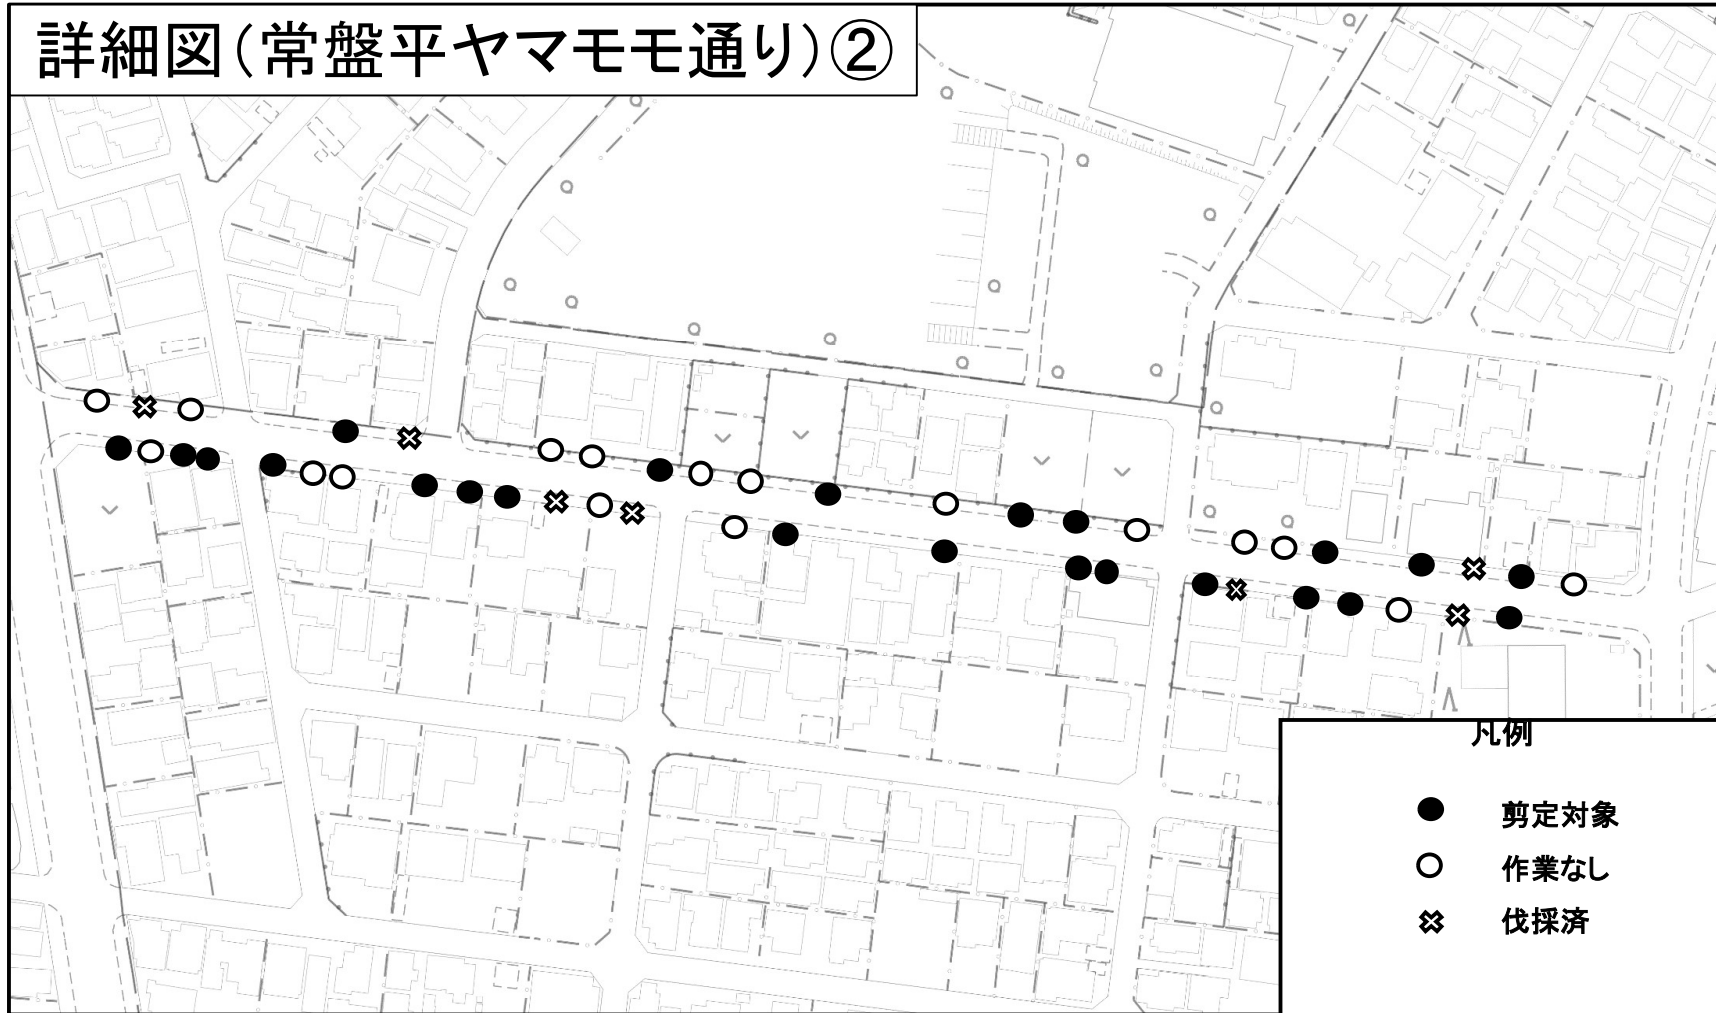 詳細図(常盤平ヤマモモ通り)②
凡例
剪定対象
作業なし
伐採済